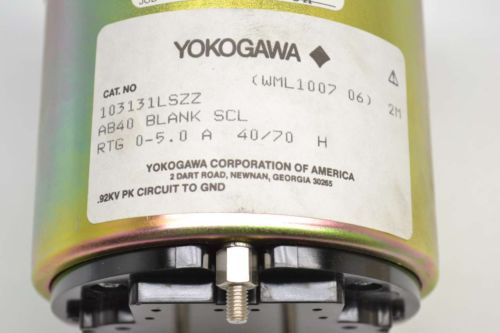 YOKOGAWA
CAT. NO
(WML1007 06)
103131LSZZ
2M
AB40 BLANK SCL
RTG 0-5.0 A 40/70 H
YOKOGAWA CORPORATION OF AMERICA
2 DART ROAD, NEWNAN, GEORGIA 30265
.92KV PK CIRCUIT TO GND